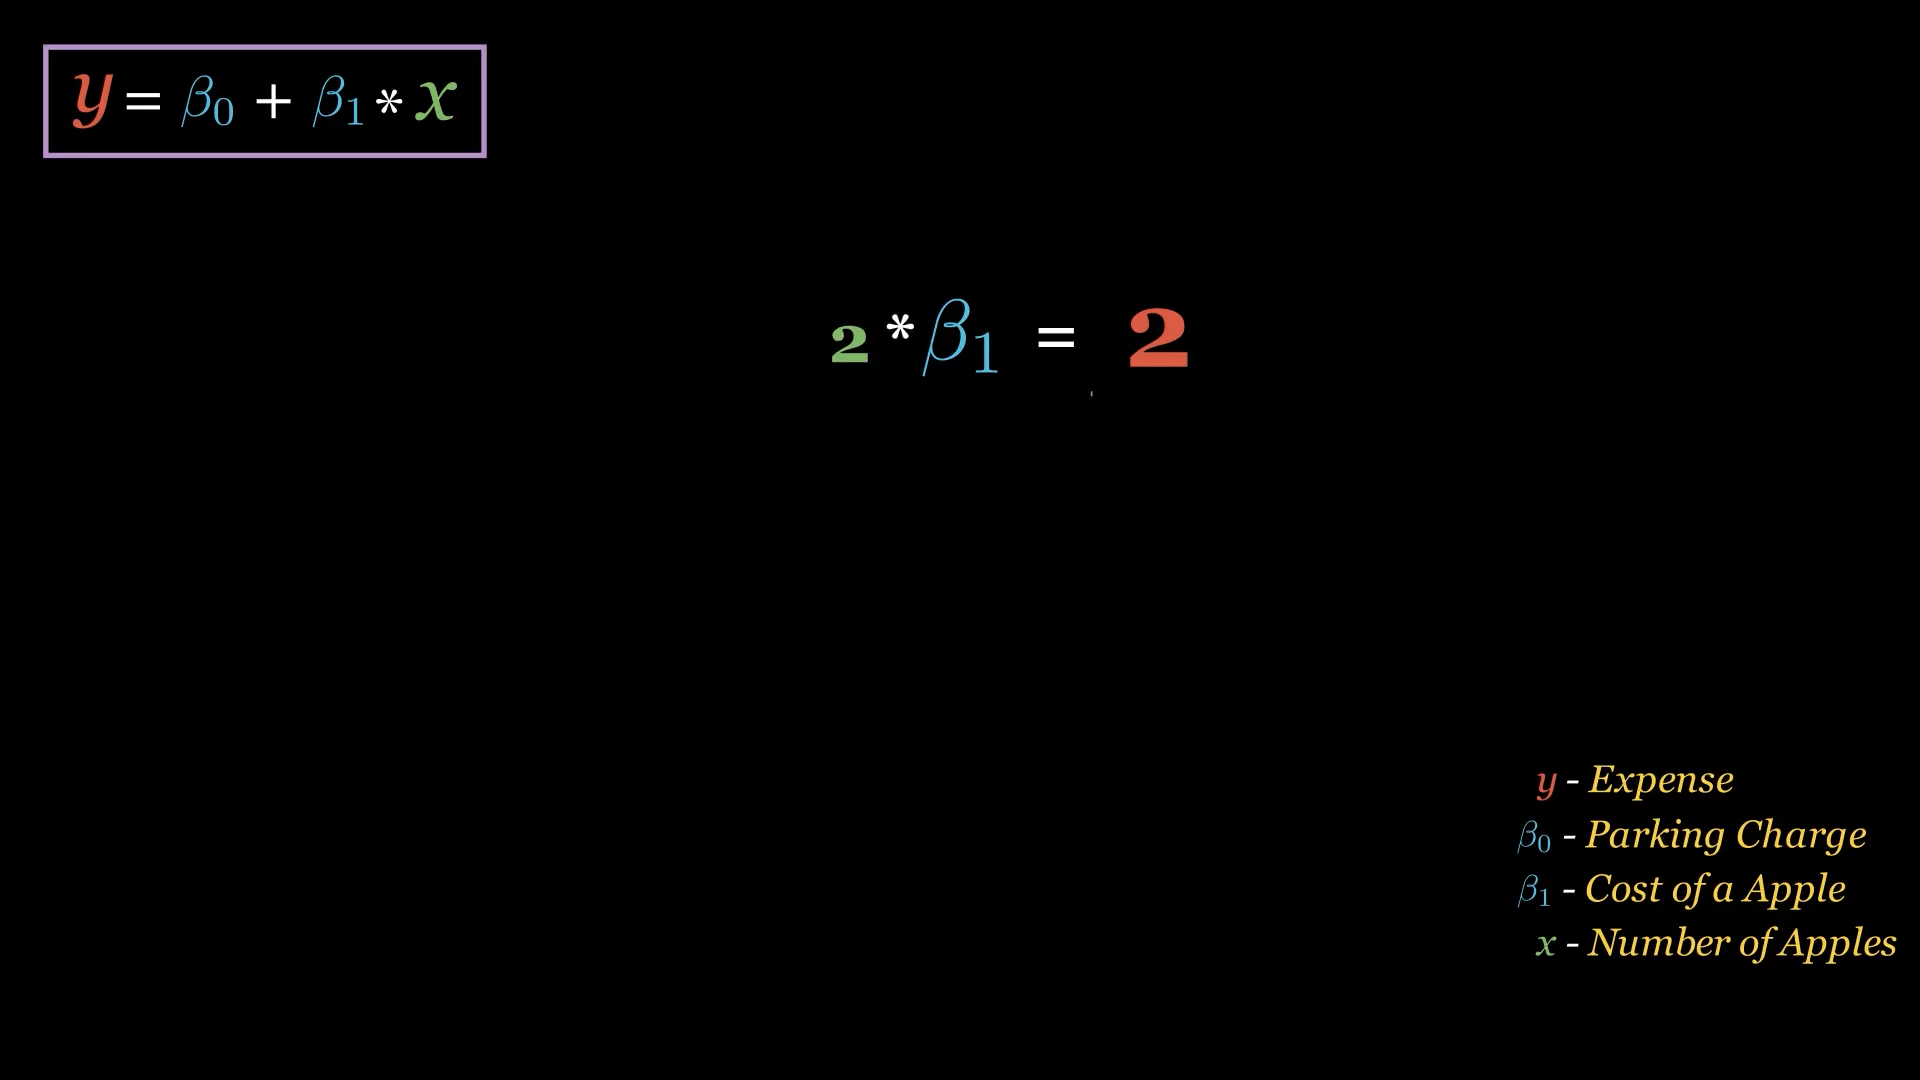 y = β₀ + β₁ * x
2 * β₁ = 2
y - Expense
β₀ - Parking Charge
β₁ - Cost of a Apple
x - Number of Apples